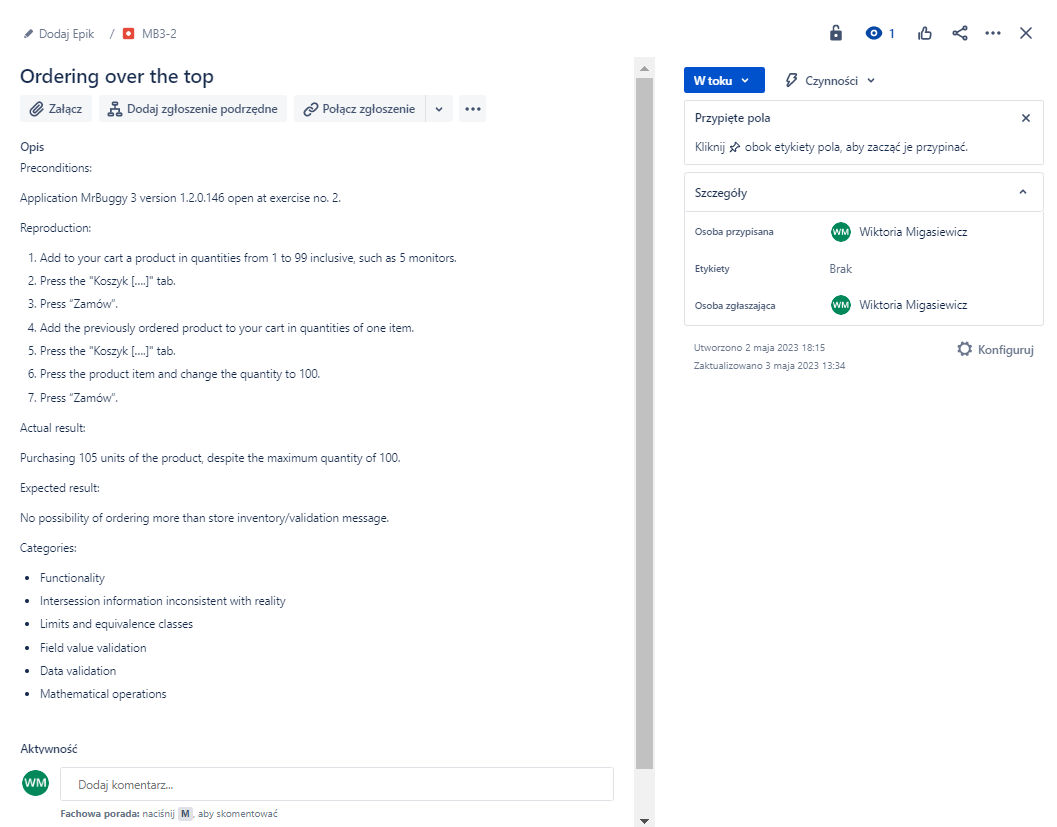 Dodaj Epik / MB3-2
1
Ordering over the top
Załącz Dodaj zgłoszenie podrzędne Połącz zgłoszenie
Opis
Preconditions:
Application MrBuggy 3 version 1.2.0.146 open at exercise no. 2.
Reproduction:
1. Add to your cart a product in quantities from 1 to 99 inclusive, such as 5 monitors.
2. Press the "Koszyk [....]" tab.
3. Press "Zamów".
4. Add the previously ordered product to your cart in quantities of one item.
5. Press the "Koszyk [....]" tab.
6. Press the product item and change the quantity to 100.
7. Press "Zamów".
Actual result:
Purchasing 105 units of the product, despite the maximum quantity of 100.
Expected result:
No possibility of ordering more than store inventory/validation message.
Categories:
• Functionality
• Intersession information inconsistent with reality
• Limits and equivalence classes
• Field value validation
• Data validation
• Mathematical operations
Aktywność
WM Dodaj komentarz...
Fachowa porada: naciśnij M, aby skomentować
W toku Czynności
Przypięte pola
Kliknij obok etykiety pola, aby zacząć je przypinać.
Szczegóły
Osoba przypisana WM Wiktoria Migasiewicz
Etykiety Brak
Osoba zgłaszająca WM Wiktoria Migasiewicz
Utworzono 2 maja 2023 18:15
Konfiguruj
Zaktualizowano 3 maja 2023 13:34